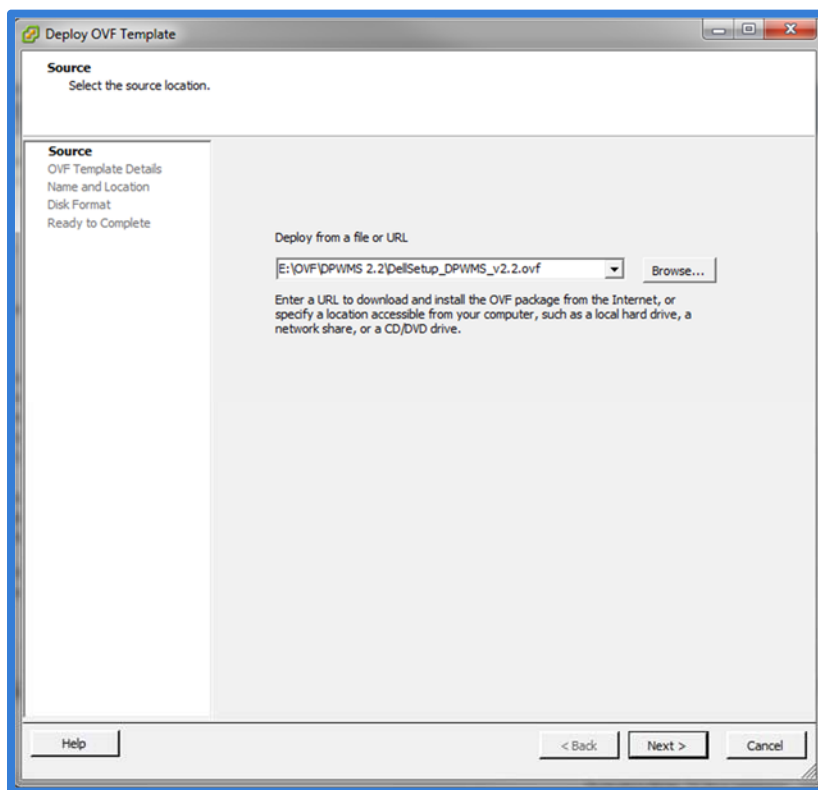 Deploy OVF Template
Source
Select the source location.
Source
OVF Template Details
Name and Location
Disk Format
Ready to Complete
Deploy from a file or URL
E:\OVF\DPWMS 2.2\DellSetup_DPWMS_v2.2.ovf
Browse...
Enter a URL to download and install the OVF package from the Internet, or
specify a location accessible from your computer, such as a local hard drive, a
network share, or a CD/DVD drive.
Help
< Back
Next >
Cancel